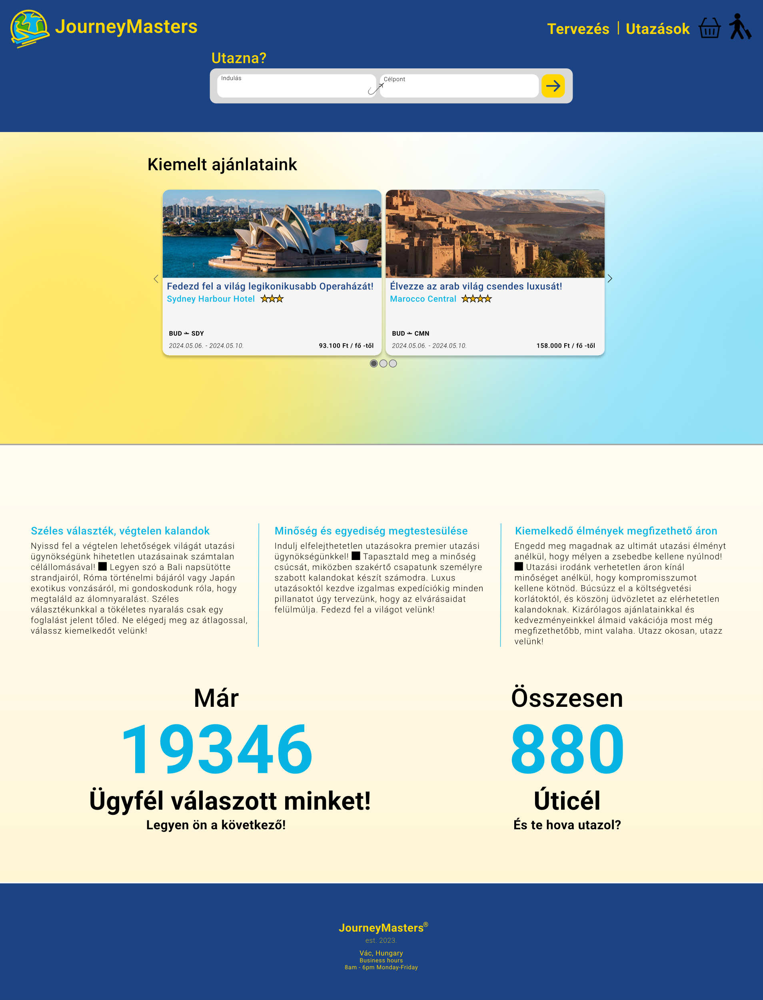 JourneyMasters
Tervezés | Utazások
Utazna?
Indulás
Célpont
Kiemelt ajánlataink
Fedezd fel a világ legikonikusabb Operaházát!
Sydney Harbour Hotel
BUD SDY
2024.05.06. - 2024.05.10.
93.100 Ft / fő -től
Élvezze az arab világ csendes luxusát!
Marocco Central
BUD CMN
2024.05.06. - 2024.05.10.
158.000 Ft / fő -től
Széles választék, végtelen kalandok
Nyissd fel a végtelen lehetőségek világát utazási
ügynökségünk hihetetlen utazásainak számtalan
célállomásával! ■ Legyen szó a Bali napsütötte
strandjairól, Róma történelmi bájáról vagy Japán
exotikus vonzásáról, mi gondoskodunk róla, hogy
megtaláld az álomnyaralást. Széles
választékunkkal a tökéletes nyaralás csak egy
foglalást jelent tőled. Ne elégedj meg az átlagossal,
válassz kiemelkedőt velünk!
Minőség és egyediség megtestesülése
Indulj elfelejthetetlen utazásokra premier utazási
ügynökségünkkel! ■ Tapasztald meg a minőség
csúcsát, miközben szakértő csapatunk személyre
szabott kalandokat készít számodra. Luxus
utazásoktól kezdve izgalmas expedíciókig minden
pillanatot úgy tervezünk, hogy az elvárásaidat
felülmúlja. Fedezd fel a világot velünk!
Kiemelkedő élmények megfizethető áron
Engedd meg magadnak az ultimát utazási élményt
anélkül, hogy mélyen a zsebedbe kellene nyúlnod!
■ Utazási irodánk verhetetlen áron kínál
minőséget anélkül, hogy kompromisszumot
kellene kötnöd. Búcsúzz el a költségvetési
korlátoktól, és köszönj üdvözletet az elérhetetlen
kalandoknak. Kizárólagos ajánlatainkkal és
kedvezményeinkkel álmaid vakációja most még
megfizethetőbb, mint valaha. Utazz okosan, utazz
velünk!
Már
19346
Ügyfél válaszott minket!
Legyen ön a következő!
Összesen
880
Úticél
És te hova utazol?
JourneyMasters®
est. 2023.
Vác, Hungary
Business hours
8am - 6pm Monday-Friday